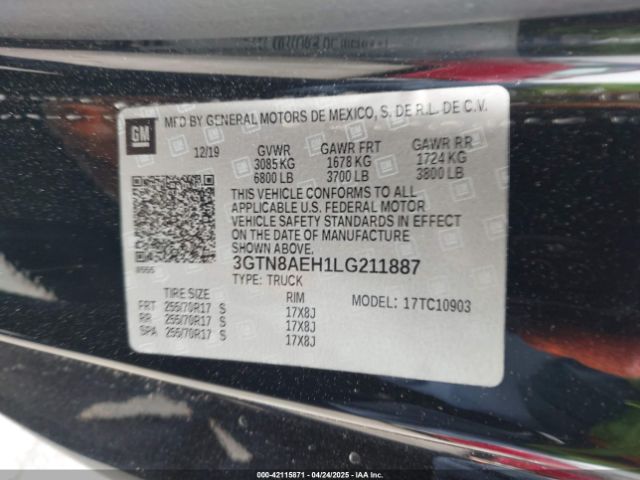 GM
MFD BY GENERAL MOTORS DE MEXICO, S. DE R.L. DE C.V.
12/19 GVWR GAWR FRT GAWR RR
3085 KG 1678 KG 1724 KG
6800 LB 3700 LB 3800 LB
THIS VEHICLE CONFORMS TO ALL
APPLICABLE U.S. FEDERAL MOTOR
VEHICLE SAFETY STANDARDS IN EFFECT
ON THE DATE OF MANUFACTURE
SHOWN ABOVE.
3GTN8AEH1LG211887
TYPE: TRUCK
TIRE SIZE RIM MODEL: 17TC10903
FRT 255/70R17 S 17X8J
RR 255/70R17 S 17X8J
SPA 255/70R17 S 17X8J
000-42115871 - 04/24/2025 - IAAI.com